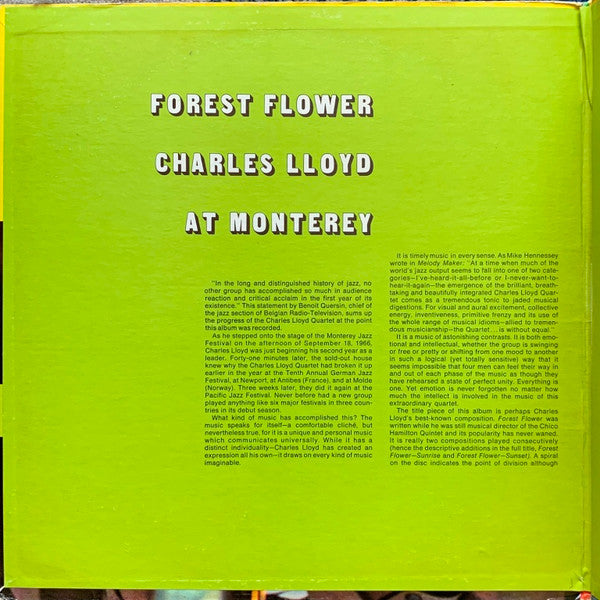 FOREST FLOWER
CHARLES LLOYD
AT MONTEREY
"In the long and distinguished history of jazz, no
other group has accomplished so much in audience
reaction and critical acclaim in the first year of its
existence." This statement by Benoit Quersin, chief of
the jazz section of Belgian Radio-Television, sums
up the progress of the Charles Lloyd Quartet at the point
this album was recorded.
As he stepped onto the stage of the Monterey Jazz
Festival on the afternoon of September 18, 1966,
Charles Lloyd was just beginning his second year as a
leader. Forty-one minutes later, the sold-out house
knew why the Charles Lloyd Quartet had broken it up
earlier in the year at the Tenth Annual German Jazz
Festival, at Newport, at Antibes (France), and at Molde
(Norway). Three weeks later, they did it again at the
Pacific Jazz Festival. Never before had a new group
played anything like six major festivals in three coun-
tries in its debut season.
What kind of music has accomplished this? The
music speaks for itself—a comfortable cliché, but
nevertheless true, for it is a unique and personal music
which communicates universally. While it has a
distinct individuality—Charles Lloyd has created an
expression all his own—it draws on every kind of music
imaginable.
It is timely music in every sense. As Mike Hennessey
wrote in Melody Maker: "At a time when much of the
world's jazz output seems to fall into one of two cate-
gories—I've-heard-it-all-before or I-never-want-to-
hear-it-again—the emergence of the brilliant, breath-
taking and beautifully integrated Charles Lloyd Quar-
tet comes as a tremendous tonic to jaded musical
digestions. For visual and aural excitement, collective
energy, inventiveness, primitive frenzy and its use of
the whole range of musical idioms—allied to tremen-
dous musicianship—the Quartet . . . is without equal."
It is a music of astonishing contrasts. It is both emo-
tional and intellectual, whether the group is swinging
or free or pretty or shifting from one mood to another
in such a logical (yet totally sensitive) way that it
seems impossible that four men can feel their way in
and out of each phase of the music as though they
have rehearsed a state of perfect unity. Everything is
one. Yet emotion is never forgotten no matter how
much the intellect is involved in the music of this
extraordinary quartet.
The title piece of this album is perhaps Charles
Lloyd's best-known composition. Forest Flower was
written while he was still musical director of the Chico
Hamilton Quintet and its popularity has never waned.
It is really two compositions played consecutively
(hence the descriptive additions in the full title, Forest
Flower—Sunrise and Forest Flower—Sunset). A spiral
on the disc indicates the point of division although